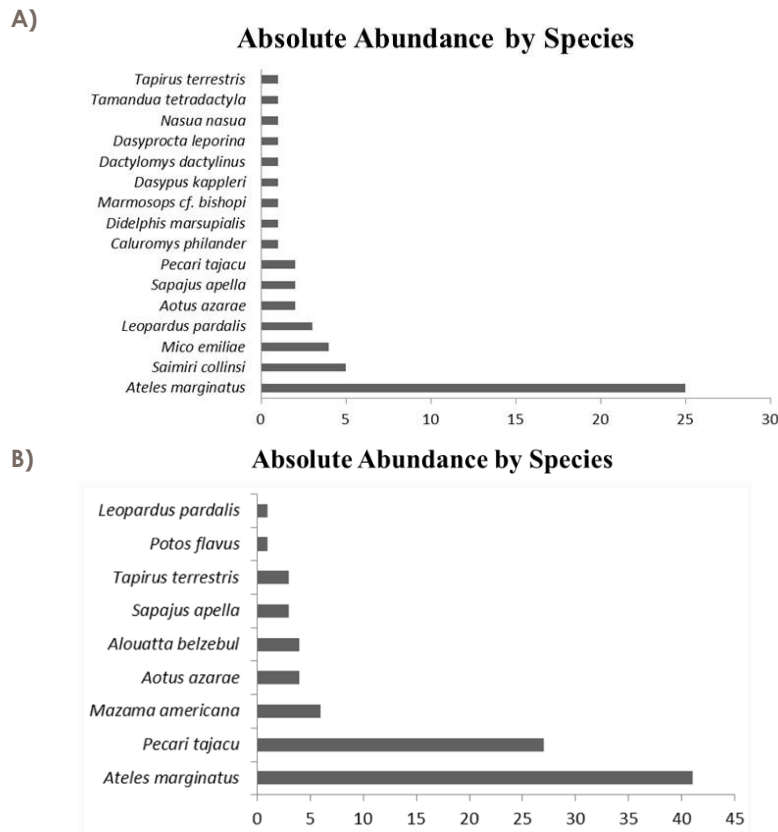 A)
Absolute Abundance by Species
Tapirus terrestris
Tamandua tetradactyla
Nasua nasua
Dasyprocta leporina
Dactylomys dactylinus
Dasypus kappleri
Marmosops cf. bishopi
Didelphis marsupialis
Caluromys philander
Pecari tajacu
Sapajus apella
Aotus azarae
Leopardus pardalis
Mico emiliae
Saimiri collinsi
Ateles marginatus
0 5 10 15 20 25 30
B)
Absolute Abundance by Species
Leopardus pardalis
Potos flavus
Tapirus terrestris
Sapajus apella
Alouatta belzebul
Aotus azarae
Mazama americana
Pecari tajacu
Ateles marginatus
0 5 10 15 20 25 30 35 40 45